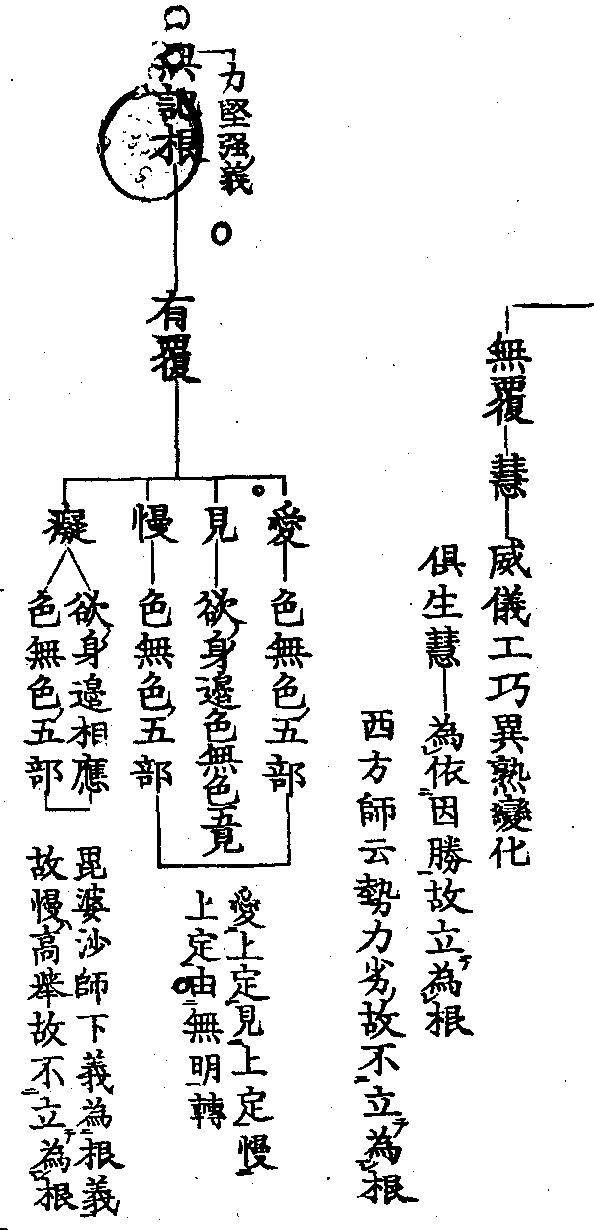 無覆
慧
威儀工巧異熟變化
俱生慧
為依因勝故立為根
西方師云勢力劣故不立為根
力堅强義
無記根
有覆
愛
色無色五部
見
欲身邊色無色五見
慢
色無色五部
癡
欲身邊相應
色無色五部
愛上定見上定慢
上定由無明轉
毘婆沙師下義為根義
故慢高舉故不立為根